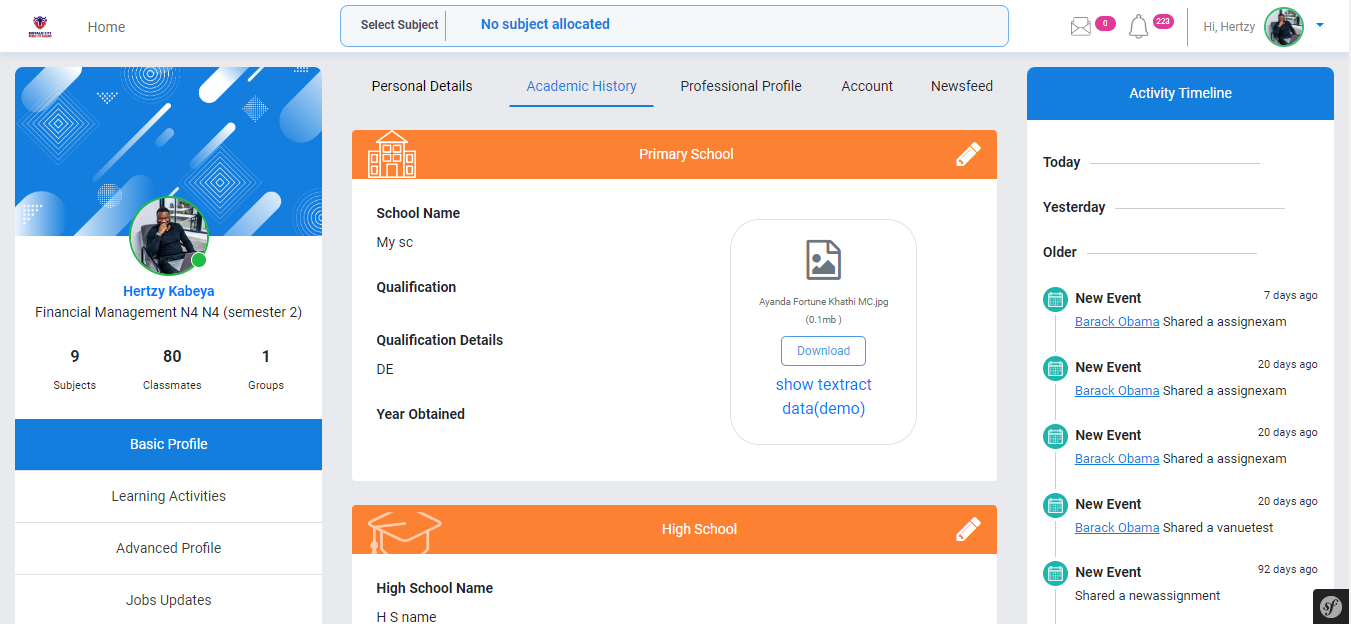 Home
Select Subject
No subject allocated
0
223
Hi, Hertzy
Hertzy Kabeya
Financial Management N4 N4 (semester 2)
9
80
1
Subjects
Classmates
Groups
Basic Profile
Learning Activities
Advanced Profile
Jobs Updates
Personal Details
Academic History
Professional Profile
Account
Newsfeed
Primary School
School Name
My sc
Qualification
Qualification Details
DE
Year Obtained
Ayanda Fortune Khathi MC.jpg
(0.1mb )
Download
show textract
data(demo)
High School
High School Name
H S name
Activity Timeline
Today
Yesterday
Older
New Event
7 days ago
Barack Obama Shared a assignexam
New Event
20 days ago
Barack Obama Shared a assignexam
New Event
20 days ago
Barack Obama Shared a assignexam
New Event
20 days ago
Barack Obama Shared a vanuetest
New Event
92 days ago
Shared a newassignment
sf